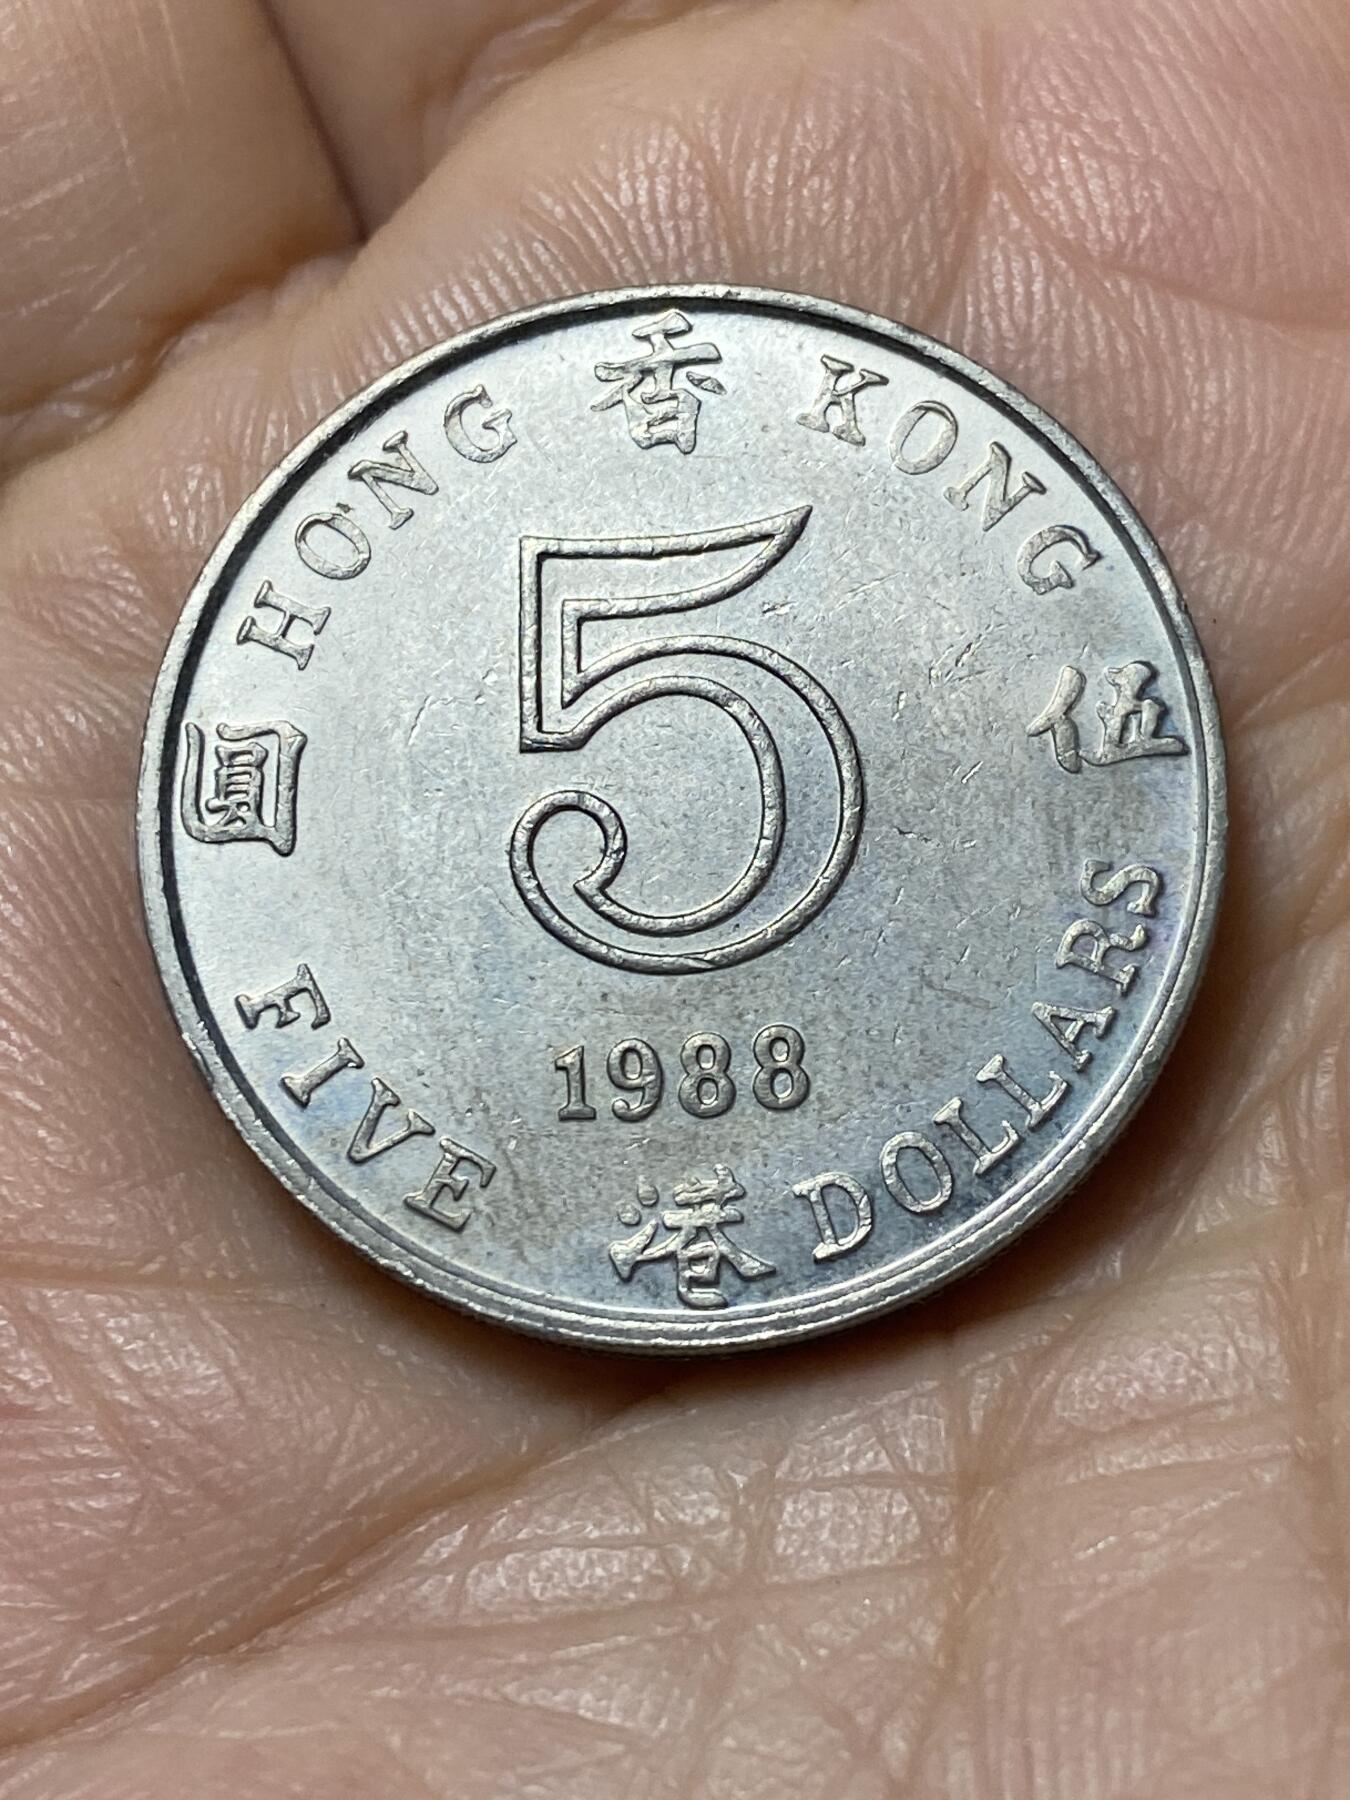 HONG 香 KONG
5
圓 伍
1988
FIVE 港 DOLLARS